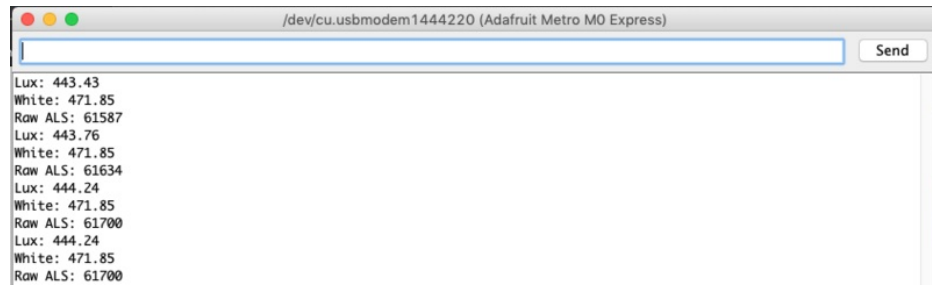 /dev/cu.usbmodem1444220 (Adafruit Metro M0 Express)
Send
Lux: 443.43
White: 471.85
Raw ALS: 61587
Lux: 443.76
White: 471.85
Raw ALS: 61634
Lux: 444.24
White: 471.85
Raw ALS: 61700
Lux: 444.24
White: 471.85
Raw ALS: 61700